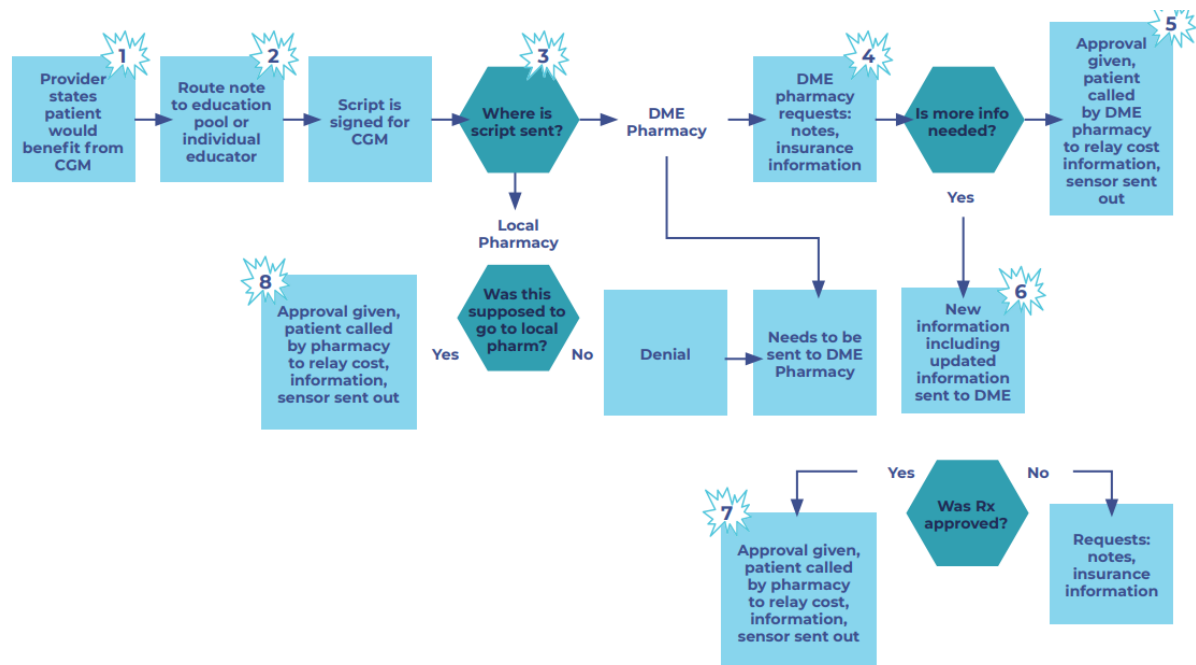 1
Provider
states
patient
would
benefit from
CGM
2
Route note
to education
pool or
individual
educator
Script is
signed for
CGM
3
Where is
script sent?
DME
Pharmacy
4
DME
pharmacy
requests:
notes,
insurance
information
Is more info
needed?
5
Approval
given,
patient
called
by DME
pharmacy
to relay cost
information,
sensor sent
out
Local
Pharmacy
Yes
8
Approval given,
patient called
by pharmacy
to relay cost,
information,
sensor sent out
Yes
Was this
supposed to
go to local
pharm?
No
Denial
Needs to be
sent to DME
Pharmacy
6
New
information
including
updated
information
sent to DME
7
Approval given,
patient called
by pharmacy
to relay cost,
information,
sensor sent out
Yes
Was Rx
approved?
No
Requests:
notes,
insurance
information